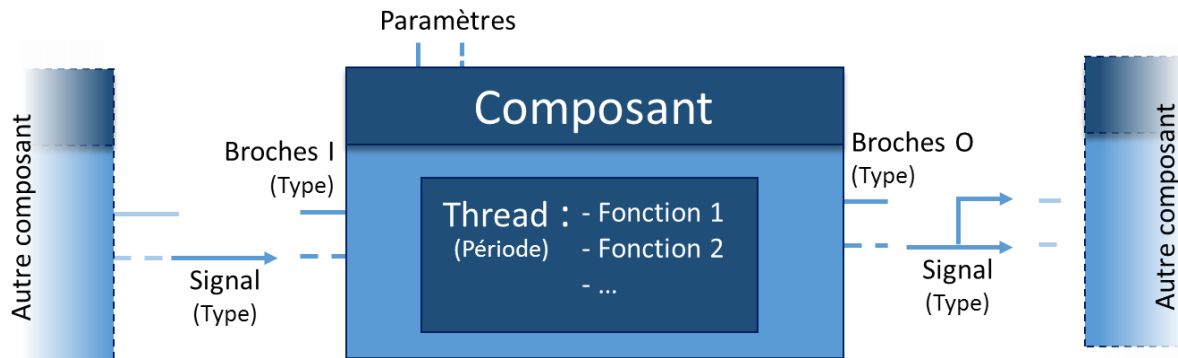 Paramètres
Composant
Autre composant
Broches I
(Type)
Signal
(Type)
Thread : - Fonction 1
(Période) - Fonction 2
- ...
Broches O
(Type)
Signal
(Type)
Autre composant